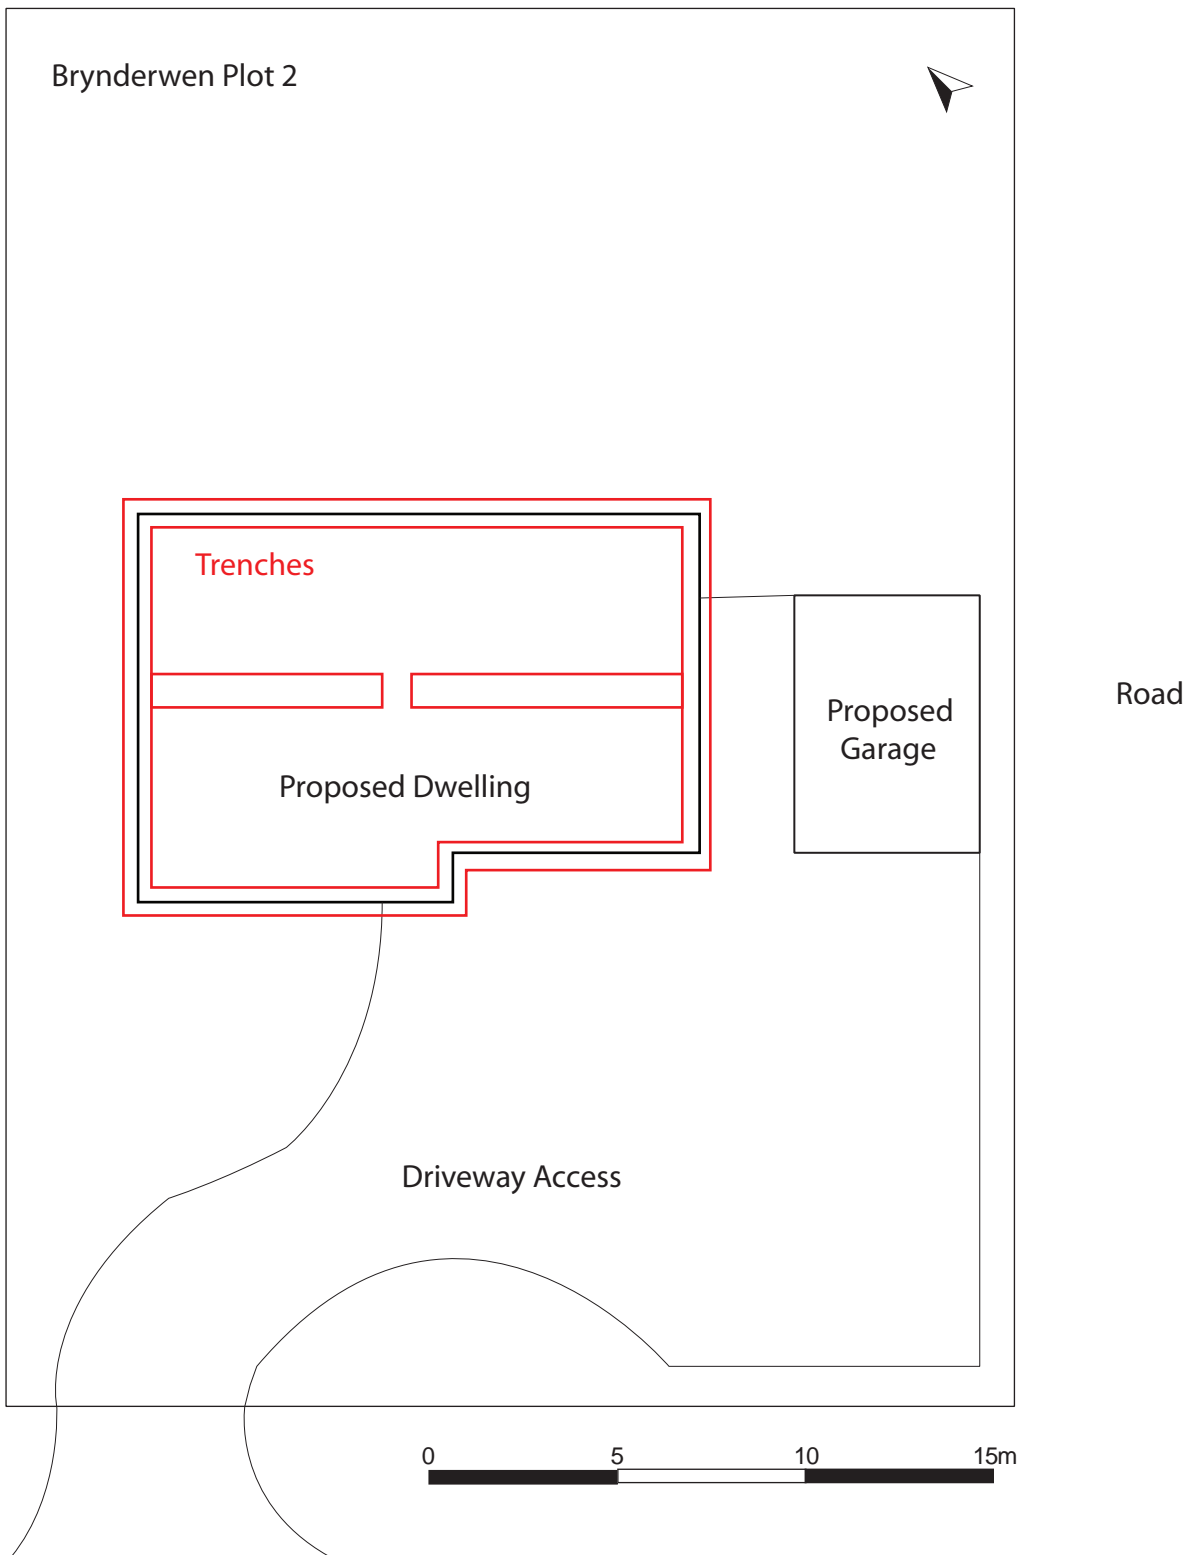 Brynderwen Plot 2
Trenches
Road
Proposed
Garage
Proposed Dwelling
Driveway Access
0 5 10 15m